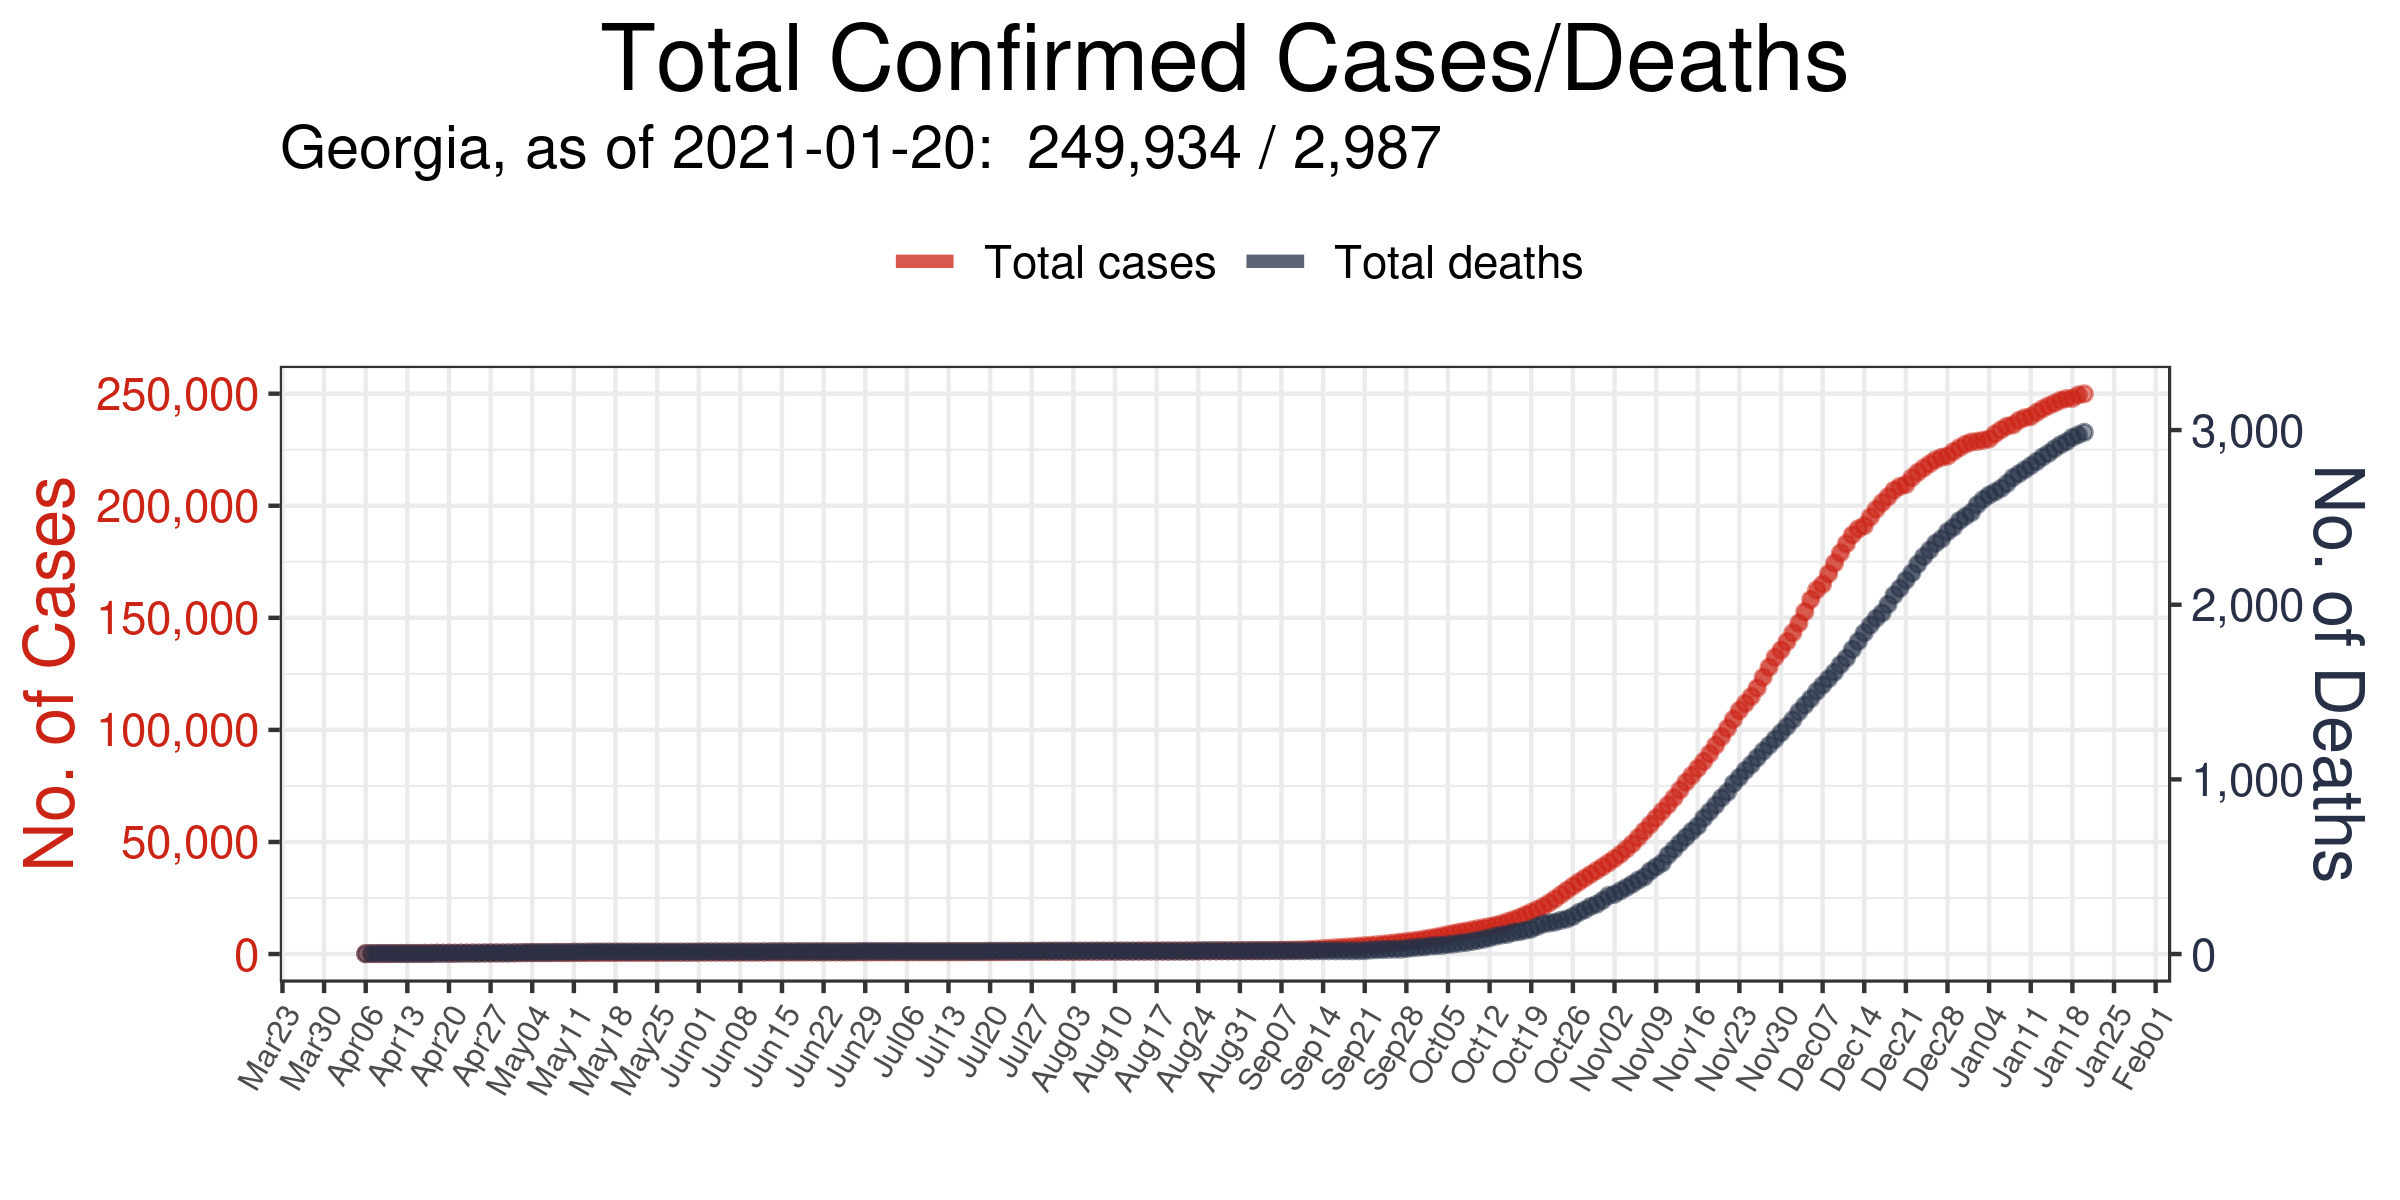 Total Confirmed Cases/Deaths
Georgia, as of 2021-01-20:  249,934 / 2,987
Total cases
Total deaths
No. of Cases
250,000
200,000
150,000
100,000
50,000
0
3,000
2,000
1,000
0
No. of Deaths
Mar23
Mar30
Apr06
Apr13
Apr20
Apr27
May04
May11
May18
May25
Jun01
Jun08
Jun15
Jun22
Jun29
Jul06
Jul13
Jul20
Jul27
Aug03
Aug10
Aug17
Aug24
Aug31
Sep07
Sep14
Sep21
Sep28
Oct05
Oct12
Oct19
Oct26
Nov02
Nov09
Nov16
Nov23
Nov30
Dec07
Dec14
Dec21
Dec28
Jan04
Jan11
Jan18
Jan25
Feb01